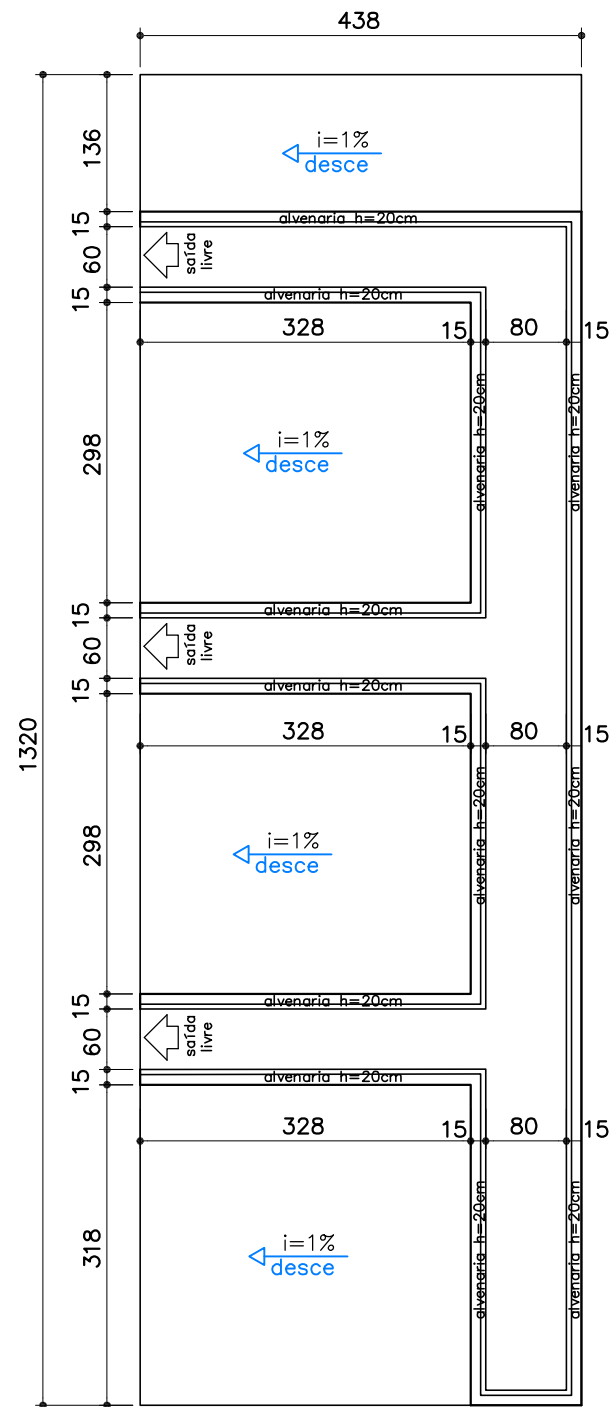 438
136
i=1%
desce
15
alvenaria h=20cm
60
saída
livre
15
alvenaria h=20cm
328
15
80
15
298
i=1%
desce
alvenaria h=20cm
alvenaria h=20cm
15
alvenaria h=20cm
60
saída
livre
15
alvenaria h=20cm
1320
328
15
80
15
298
i=1%
desce
alvenaria h=20cm
alvenaria h=20cm
15
alvenaria h=20cm
60
saída
livre
15
alvenaria h=20cm
328
15
80
15
318
i=1%
desce
alvenaria h=20cm
alvenaria h=20cm